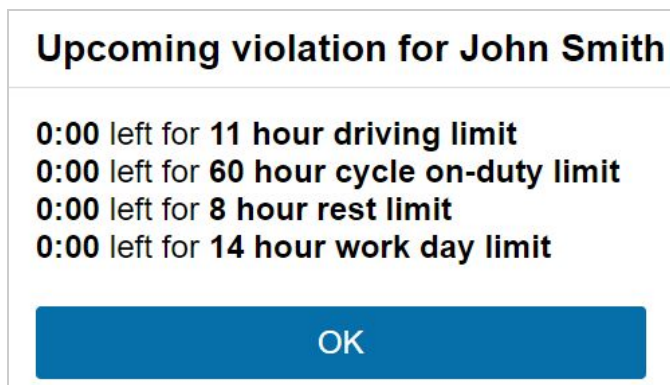 Upcoming violation for John Smith
0:00 left for 11 hour driving limit
0:00 left for 60 hour cycle on-duty limit
0:00 left for 8 hour rest limit
0:00 left for 14 hour work day limit
OK